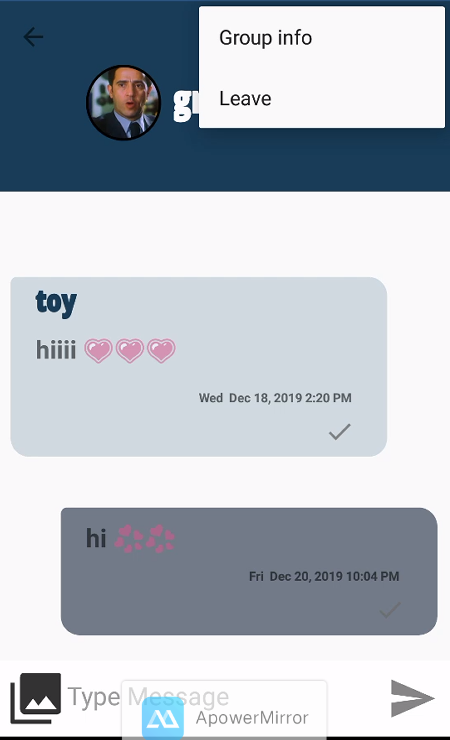 Group info
Leave
toy
hiiii 💗💗💗
Wed Dec 18, 2019 2:20 PM
hi 💞💞
Fri Dec 20, 2019 10:04 PM
Type Message
ApowerMirror